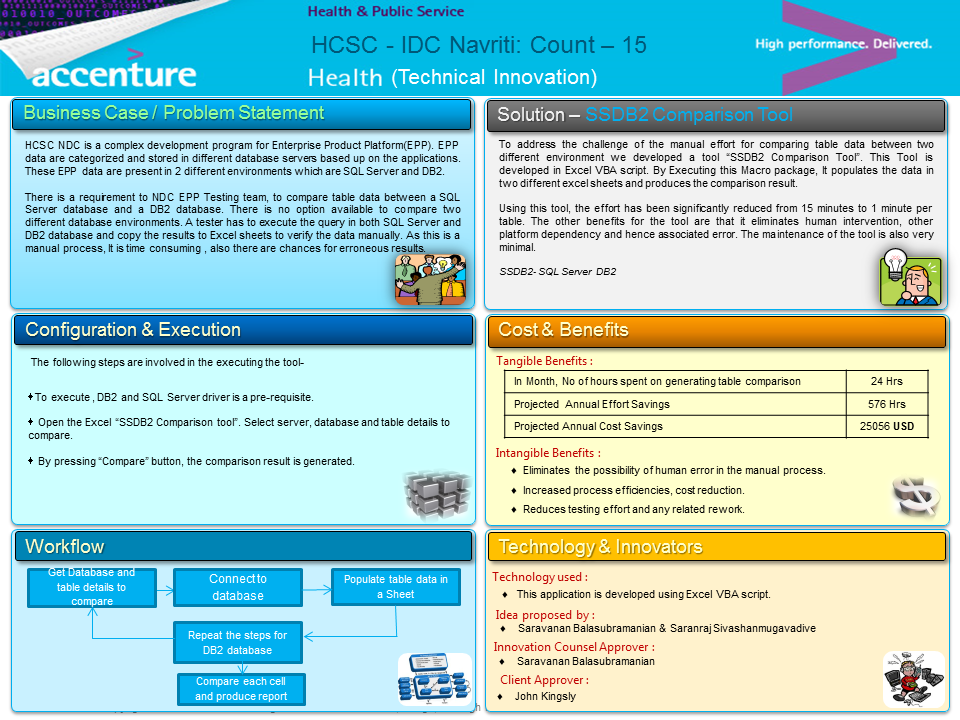 Health & Public Service
HCSC - IDC Navriti: Count – 15
High performance. Delivered.
accenture
Health (Technical Innovation)
Business Case / Problem Statement
HCSC NDC is a complex development program for Enterprise Product Platform(EPP). EPP
data are categorized and stored in different database servers based up on the applications.
These EPP data are present in 2 different environments which are SQL Server and DB2.
There is a requirement to NDC EPP Testing team, to compare table data between a SQL
Server database and a DB2 database. There is no option available to compare two
different database environments. A tester has to execute the query in both SQL Server and
DB2 database and copy the results to Excel sheets to verify the data manually. As this is a
manual process, It is time consuming , also there are chances for erroneous results.
Solution – SSDB2 Comparison Tool
To address the challenge of the manual effort for comparing table data between two
different environment we developed a tool “SSDB2 Comparison Tool”. This Tool is
developed in Excel VBA script. By Executing this Macro package, It populates the data in
two different excel sheets and produces the comparison result.
Using this tool, the effort has been significantly reduced from 15 minutes to 1 minute per
table. The other benefits for the tool are that it eliminates human intervention, other
platform dependency and hence associated error. The maintenance of the tool is also very
minimal.
SSDB2- SQL Server DB2
Configuration & Execution
The following steps are involved in the executing the tool-
To execute , DB2 and SQL Server driver is a pre-requisite.
Open the Excel “SSDB2 Comparison tool”. Select server, database and table details to
compare.
By pressing “Compare” button, the comparison result is generated.
Cost & Benefits
Tangible Benefits :
In Month, No of hours spent on generating table comparison 24 Hrs
Projected Annual Effort Savings 576 Hrs
Projected Annual Cost Savings 25056 USD
Intangible Benefits :
♦ Eliminates the possibility of human error in the manual process.
♦ Increased process efficiencies, cost reduction.
♦ Reduces testing effort and any related rework.
Workflow
Get Database and
table details to
compare
Connect to
database
Populate table data in
a Sheet
Repeat the steps for
DB2 database
Compare each cell
and produce report
Technology & Innovators
Technology used :
♦ This application is developed using Excel VBA script.
Idea proposed by :
♦ Saravanan Balasubramanian & Saranraj Sivashanmugavadive
Innovation Counsel Approver :
♦ Saravanan Balasubramanian
Client Approver :
♦ John Kingsly